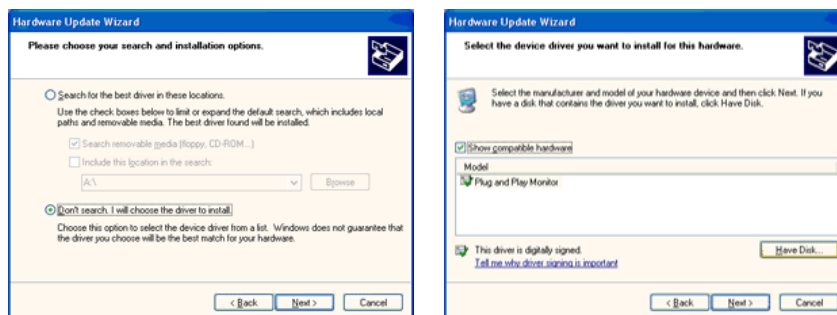 Hardware Update Wizard
Please choose your search and installation options.
Search for the best driver in these locations.
Use the check boxes below to limit or expand the default search, which includes local
paths and removable media. The best driver found will be installed.
Search removable media (floppy, CD-ROM...)
Include this location in the search:
A:\
Browse
Don't search. I will choose the driver to install.
Choose this option to select the device driver from a list. Windows does not guarantee that
the driver you choose will be the best match for your hardware.
< Back
Next >
Cancel
Hardware Update Wizard
Select the device driver you want to install for this hardware.
Select the manufacturer and model of your hardware device and then click Next. If you
have a disk that contains the driver you want to install, click Have Disk.
Show compatible hardware
Model
Plug and Play Monitor
This driver is digitally signed.
Tell me why driver signing is important
Have Disk...
< Back
Next >
Cancel